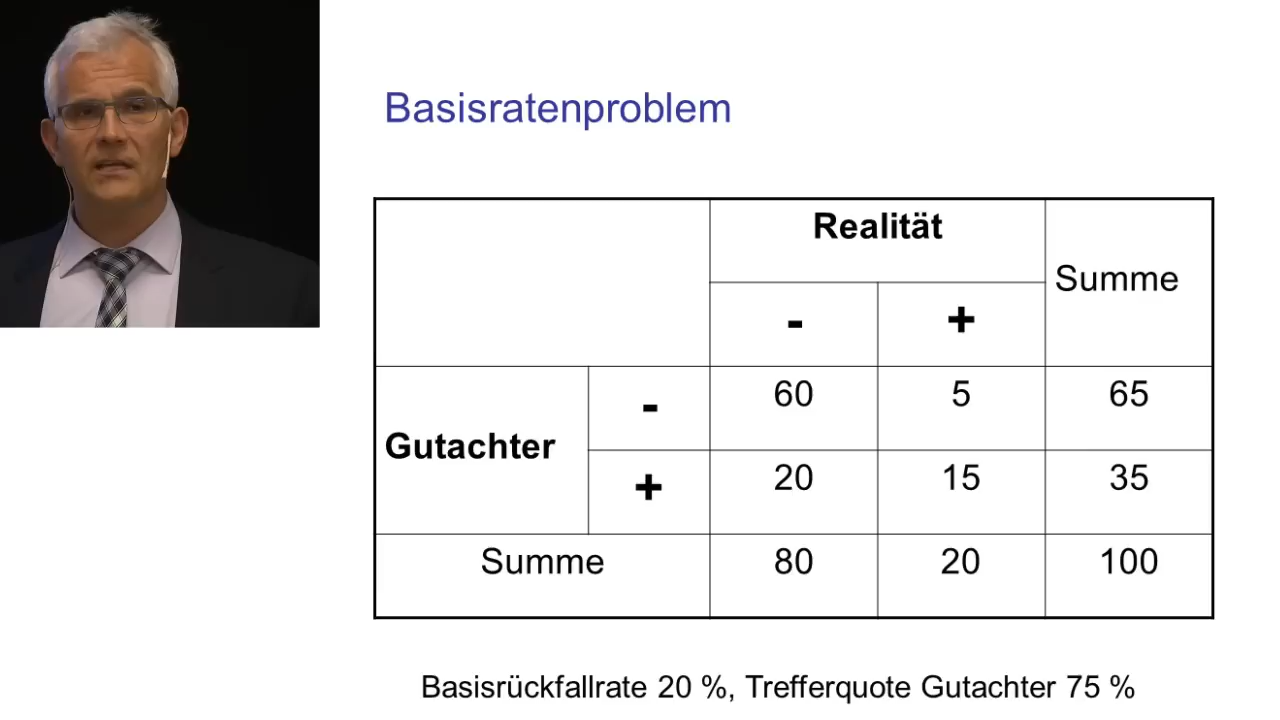 Basisratenproblem
Realität
Summe
- +
Gutachter
- 60 5 65
+ 20 15 35
Summe 80 20 100
Basisrückfallrate 20 %, Trefferquote Gutachter 75 %